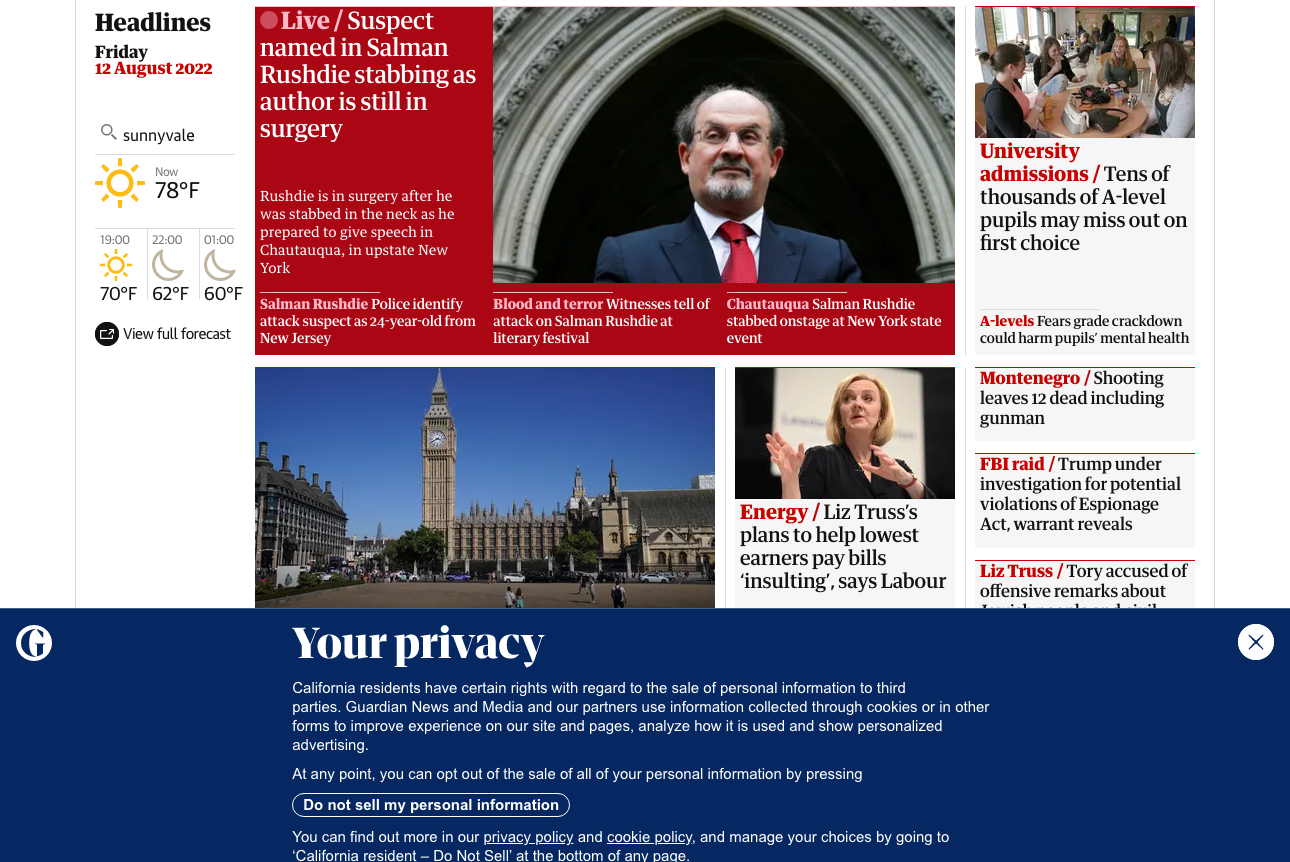 Headlines
Friday
12 August 2022
sunnyvale
Now
78°F
19:00
22:00
01:00
70°F
62°F
60°F
View full forecast
Live / Suspect
named in Salman
Rushdie stabbing as
author is still in
surgery
Rushdie is in surgery after he
was stabbed in the neck as he
prepared to give speech in
Chautauqua, in upstate New
York
Salman Rushdie Police identify
attack suspect as 24-year-old from
New Jersey
Blood and terror Witnesses tell of
attack on Salman Rushdie at
literary festival
Chautauqua Salman Rushdie
stabbed onstage at New York state
event
University
admissions / Tens of
thousands of A-level
pupils may miss out on
first choice
A-levels Fears grade crackdown
could harm pupils’ mental health
Energy / Liz Truss’s
plans to help lowest
earners pay bills
‘insulting’, says Labour
Montenegro / Shooting
leaves 12 dead including
gunman
FBI raid / Trump under
investigation for potential
violations of Espionage
Act, warrant reveals
Liz Truss / Tory accused of
offensive remarks about
G
Your privacy
California residents have certain rights with regard to the sale of personal information to third
parties. Guardian News and Media and our partners use information collected through cookies or in other
forms to improve experience on our site and pages, analyze how it is used and show personalized
advertising.
At any point, you can opt out of the sale of all of your personal information by pressing
Do not sell my personal information
You can find out more in our privacy policy and cookie policy, and manage your choices by going to
‘California resident – Do Not Sell’ at the bottom of any page.